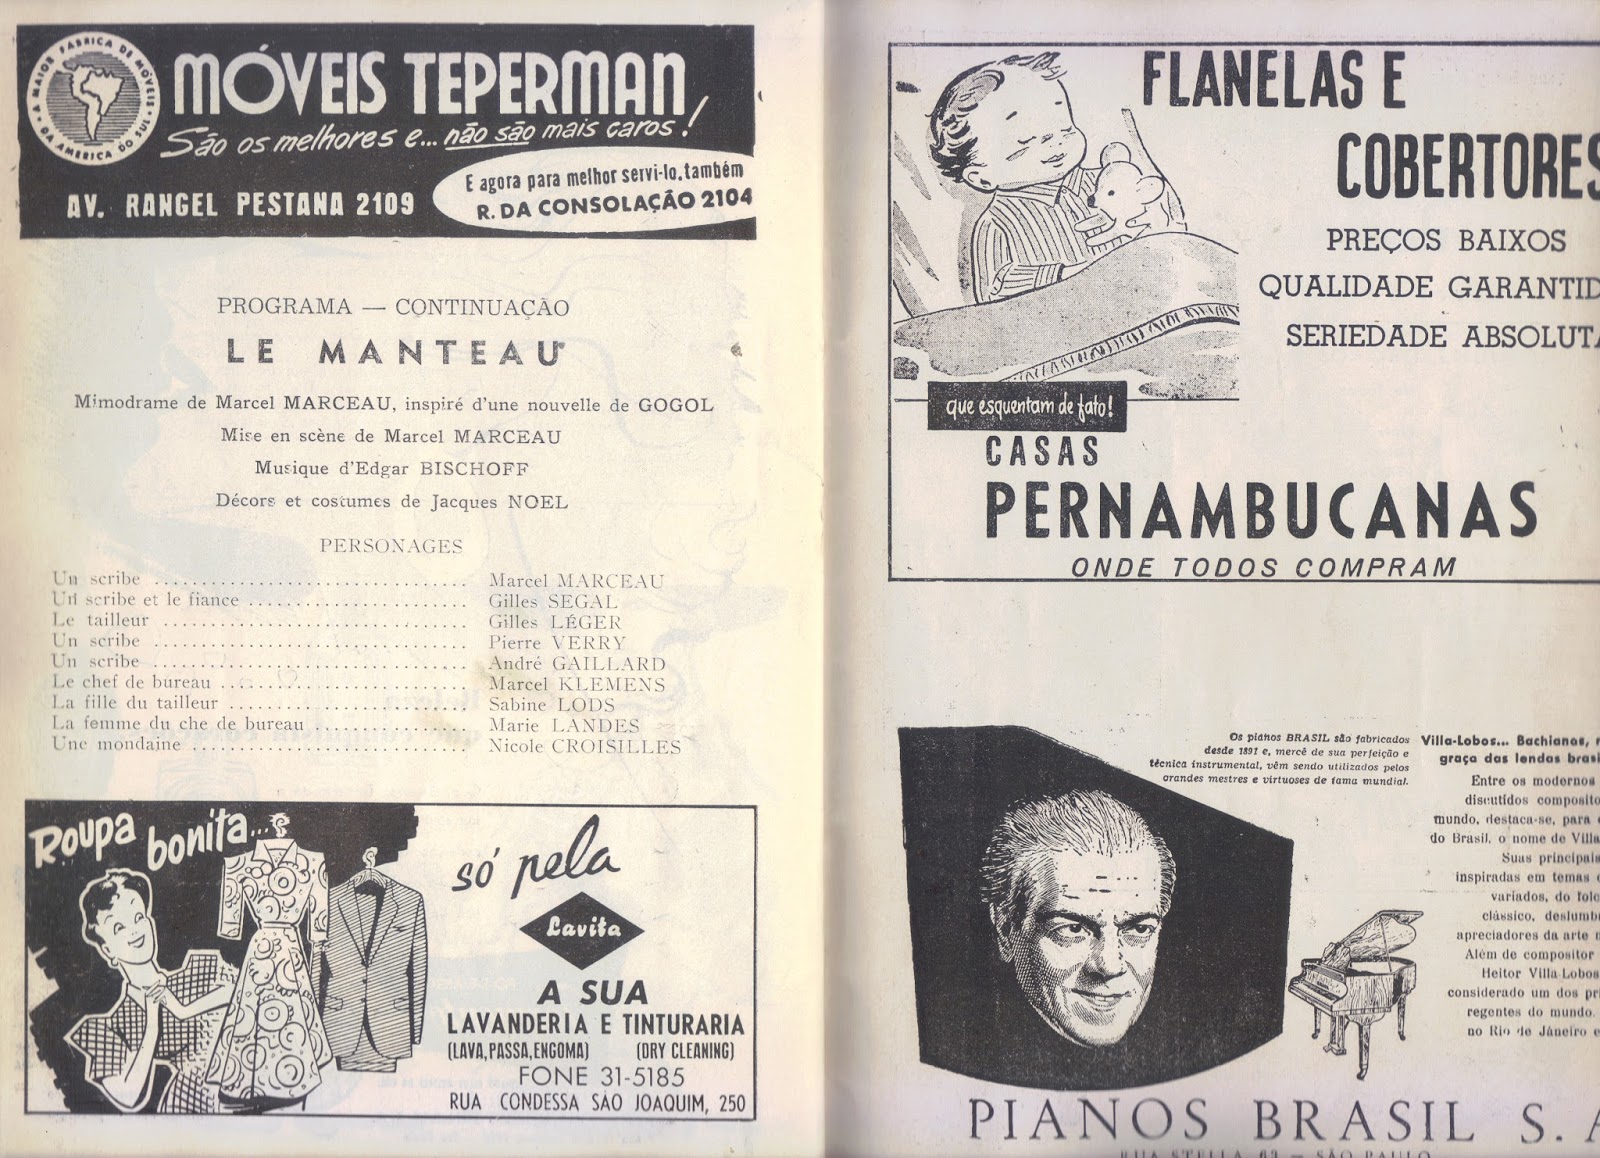 A MAIOR FABRICA DE MÓVEIS
DA AMERICA DO SUL
MÓVEIS TEPERMAN
São os melhores e... não são mais caros!
E agora para melhor servi-lo, também
R. DA CONSOLAÇÃO 2104
AV. RANGEL PESTANA 2109
PROGRAMA — CONTINUAÇÃO
LE MANTEAU
Mimodrame de Marcel MARCEAU, inspiré d'une nouvelle de GOGOL
Mise en scène de Marcel MARCEAU
Musique d'Edgar BISCHOFF
Décors et costumes de Jacques NOEL
PERSONAGES
Un scribe ................................ Marcel MARCEAU
Un scribe et le fiance ....................... Gilles SEGAL
Le tailleur ................................ Gilles LÉGER
Un scribe ................................ Pierre VERRY
Un scribe ................................ André GAILLARD
Le chef de bureau .......................... Marcel KLEMENS
La fille du tailleur ......................... Sabine LODS
La femme du che de bureau ................. Marie LANDES
Une mondaine ............................ Nicole CROISILLES
Roupa bonita...
só pela
Lavita
A SUA
LAVANDERIA E TINTURARIA
(LAVA, PASSA, ENGOMA) (DRY CLEANING)
FONE 31-5185
RUA CONDESSA SÃO JOAQUIM, 250
FLANELAS E
COBERTORES
PREÇOS BAIXOS
QUALIDADE GARANTID
SERIEDADE ABSOLUTA
que esquentam de fato!
CASAS
PERNAMBUCANAS
ONDE TODOS COMPRAM
Os pianos BRASIL são fabricados
desde 1891 e, mercê de sua perfeição e
técnica instrumental, vêm sendo utilizados pelos
grandes mestres e virtuoses de fama mundial.
Villa-Lobos... Bachianas,
graça das lendas brasi
Entre os modernos
discutidos composito
mundo, destaca-se, para
do Brasil, o nome de Villa
Suas principai
inspiradas em temas
variados, do folc
clássico, deslumb
apreciadores da arte
Além de compositor
Heitor Villa-Lobos
considerado um dos pri
regentes do mundo.
no Rio de Janeiro e
PIANOS BRASIL S. A
RUA STELLA, 63 — SÃO PAULO